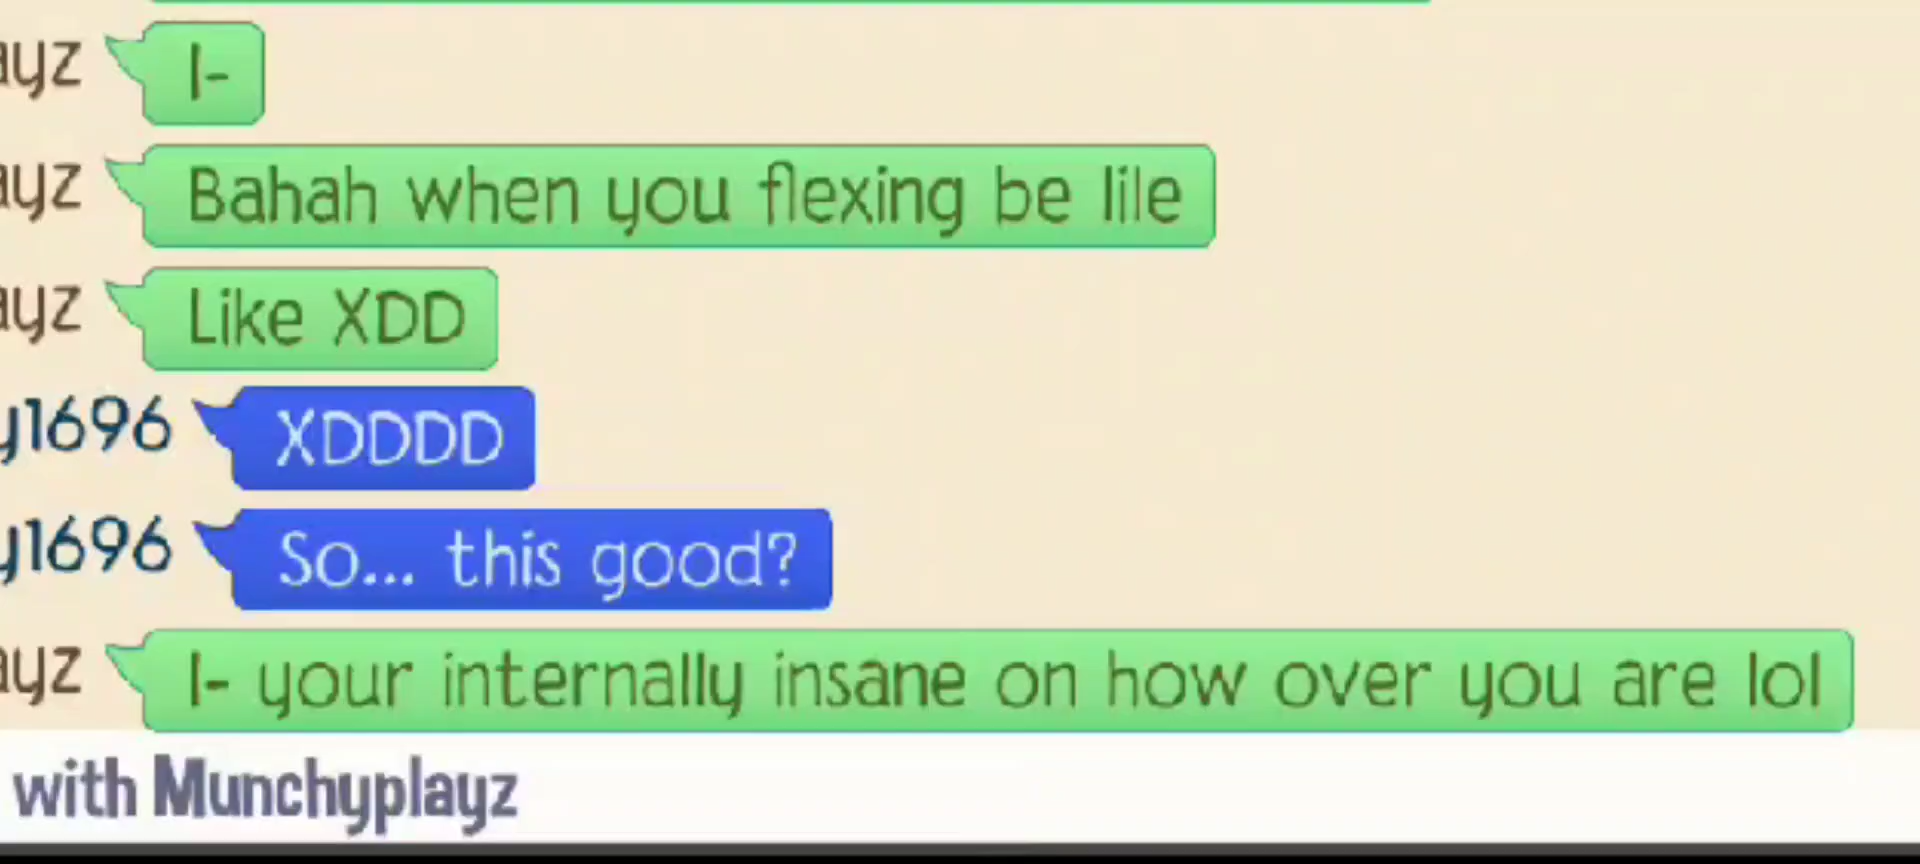 ayz I-
ayz Bahah when you flexing be lile
ayz Like XDD
y1696 XDDDD
y1696 So... this good?
ayz I- your internally insane on how over you are lol
with Munchyplayz